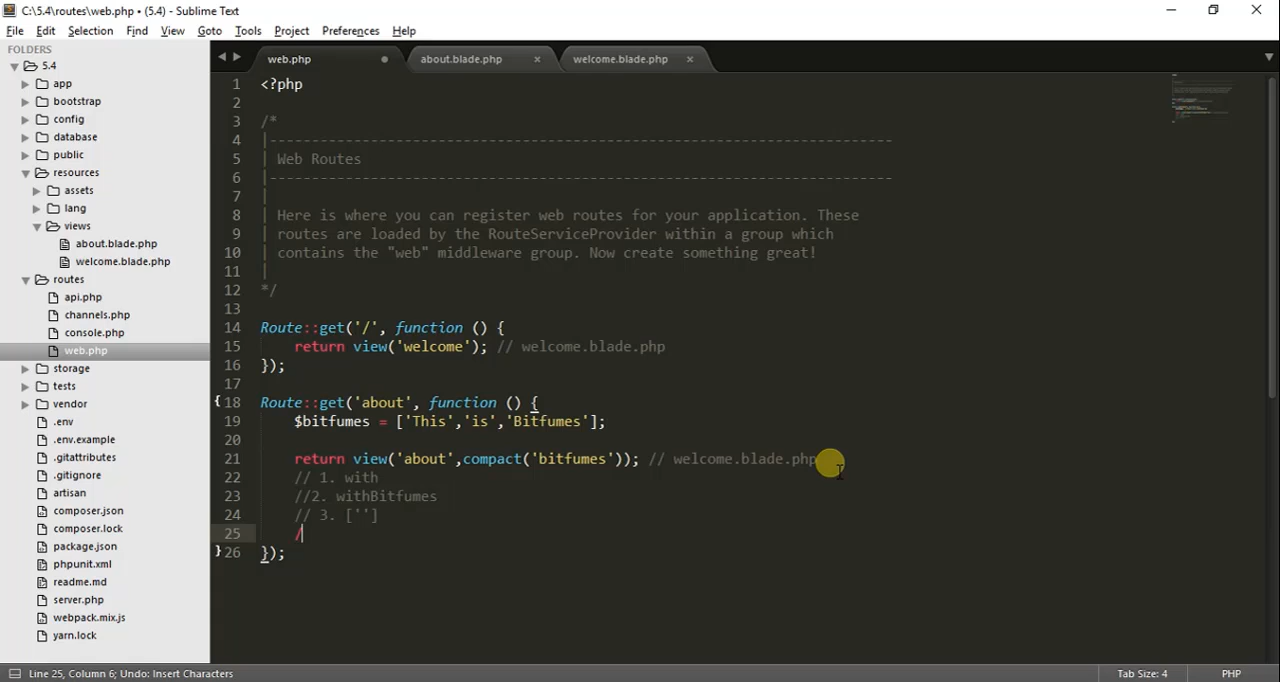 C:\5.4\routes\web.php • (5.4) - Sublime Text
File Edit Selection Find View Goto Tools Project Preferences Help
FOLDERS
5.4
app
bootstrap
config
database
public
resources
assets
lang
views
about.blade.php
welcome.blade.php
routes
api.php
channels.php
console.php
web.php
storage
tests
vendor
.env
.env.example
.gitattributes
.gitignore
artisan
composer.json
composer.lock
package.json
phpunit.xml
readme.md
server.php
webpack.mix.js
yarn.lock
web.php about.blade.php × welcome.blade.php ×
1 <?php
2
3 /*
4 |--------------------------------------------------------------------------
5 | Web Routes
6 |--------------------------------------------------------------------------
7 |
8 | Here is where you can register web routes for your application. These
9 | routes are loaded by the RouteServiceProvider within a group which
10 | contains the "web" middleware group. Now create something great!
11 |
12 */
13
14 Route::get('/', function () {
15     return view('welcome'); // welcome.blade.php
16 });
17
{18 Route::get('about', function () {
19     $bitfumes = ['This','is','Bitfumes'];
20
21     return view('about',compact('bitfumes')); // welcome.blade.php
22     // 1. with
23     //2. withBitfumes
24     // 3. ['']
25     /
}26 });
Line 25, Column 6; Undo: Insert Characters Tab Size: 4 PHP